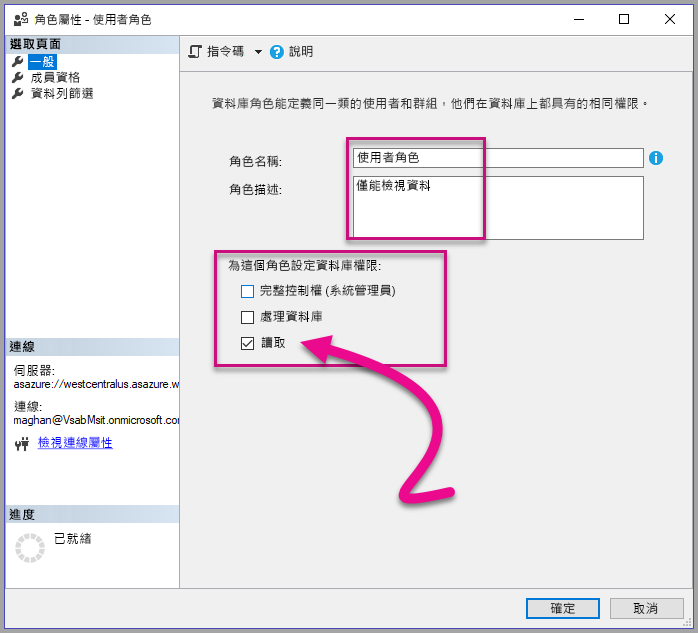 角色屬性 - 使用者角色
選取頁面
一般
成員資格
資料列篩選
指令碼
說明
資料庫角色能定義同一類的使用者和群組，他們在資料庫上都具有的相同權限。
角色名稱:
使用者角色
角色描述:
僅能檢視資料
為這個角色設定資料庫權限:
完整控制權 (系統管理員)
處理資料庫
讀取
連線
伺服器:
asazure://westcentralus.asazure.w
連線:
maghan@VsabMsit.onmicrosoft.co
檢視連線屬性
進度
已就緒
確定
取消